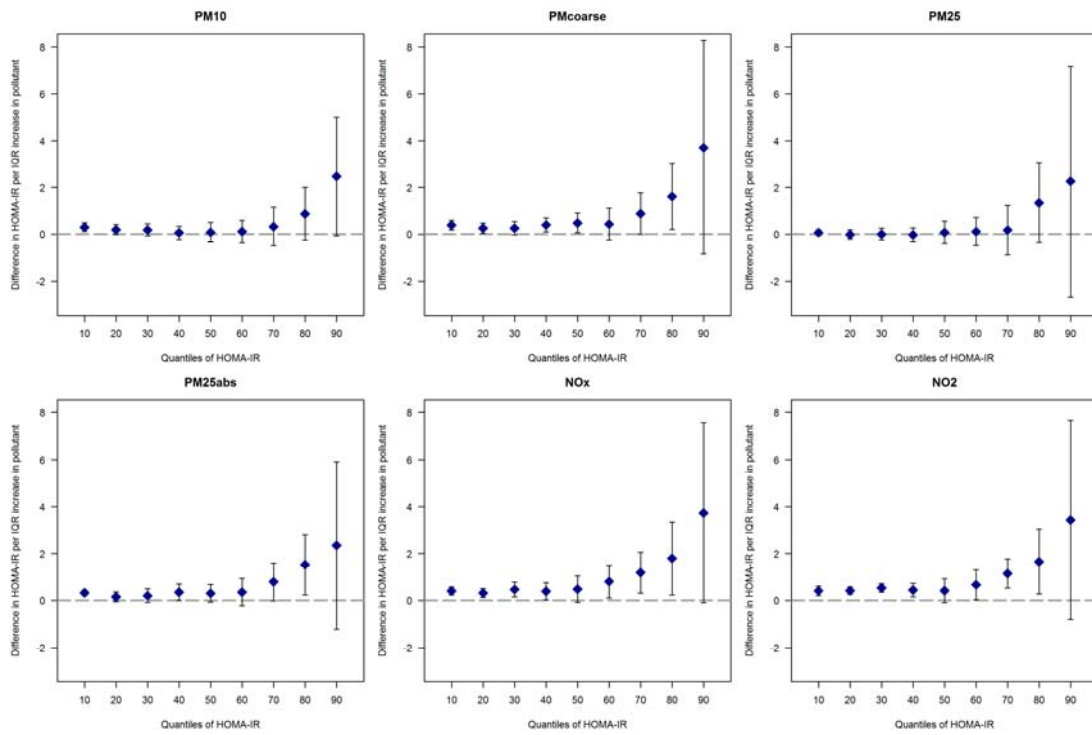 PM10
PMcoarse
PM25
Difference in HOMA-IR per IQR increase in pollutant
8
6
4
2
0
-2
10 20 30 40 50 60 70 80 90
Quantiles of HOMA-IR
Difference in HOMA-IR per IQR increase in pollutant
8
6
4
2
0
-2
10 20 30 40 50 60 70 80 90
Quantiles of HOMA-IR
Difference in HOMA-IR per IQR increase in pollutant
8
6
4
2
0
-2
10 20 30 40 50 60 70 80 90
Quantiles of HOMA-IR
PM25abs
NOx
NO2
Difference in HOMA-IR per IQR increase in pollutant
8
6
4
2
0
-2
10 20 30 40 50 60 70 80 90
Quantiles of HOMA-IR
Difference in HOMA-IR per IQR increase in pollutant
8
6
4
2
0
-2
10 20 30 40 50 60 70 80 90
Quantiles of HOMA-IR
Difference in HOMA-IR per IQR increase in pollutant
8
6
4
2
0
-2
10 20 30 40 50 60 70 80 90
Quantiles of HOMA-IR